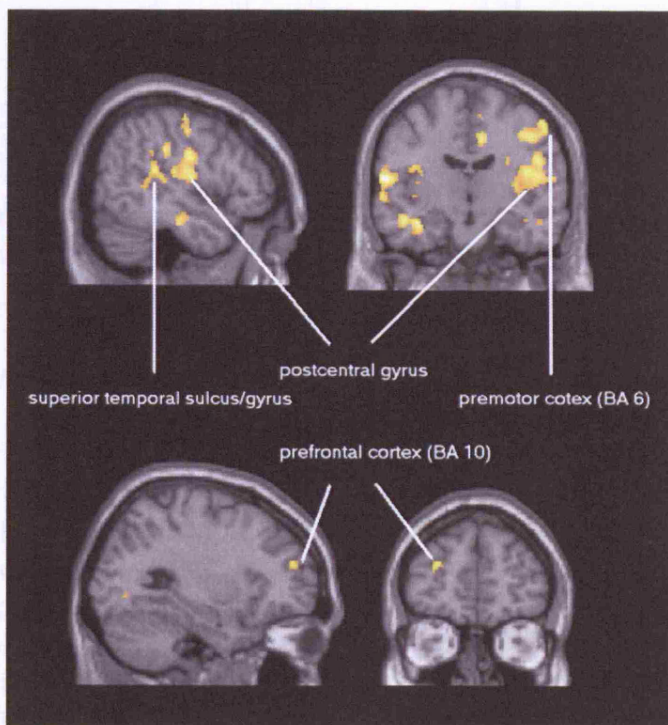 postcentral gyrus
superior temporal sulcus/gyrus
premotor cotex (BA 6)
prefrontal cortex (BA 10)